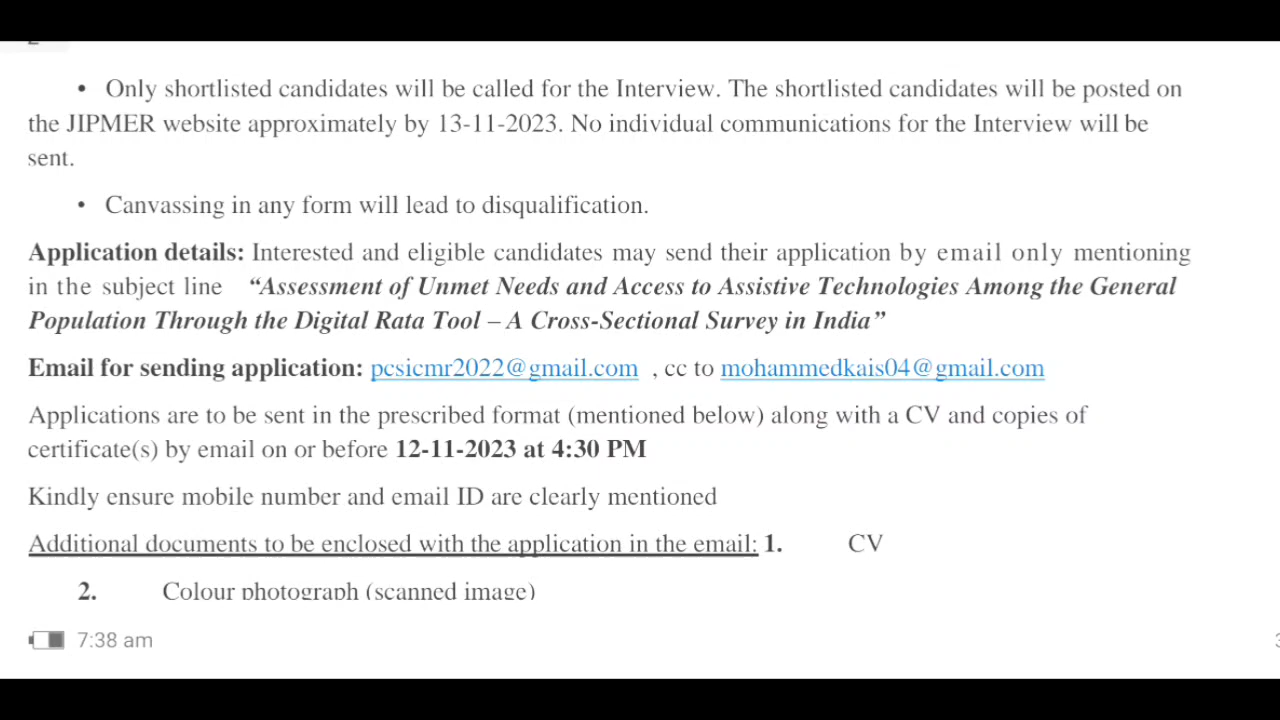 • Only shortlisted candidates will be called for the Interview. The shortlisted candidates will be posted on
the JIPMER website approximately by 13-11-2023. No individual communications for the Interview will be
sent.
• Canvassing in any form will lead to disqualification.
Application details: Interested and eligible candidates may send their application by email only mentioning
in the subject line “Assessment of Unmet Needs and Access to Assistive Technologies Among the General
Population Through the Digital Rata Tool – A Cross-Sectional Survey in India”
Email for sending application: pcsicmr2022@gmail.com , cc to mohammedkais04@gmail.com
Applications are to be sent in the prescribed format (mentioned below) along with a CV and copies of
certificate(s) by email on or before 12-11-2023 at 4:30 PM
Kindly ensure mobile number and email ID are clearly mentioned
Additional documents to be enclosed with the application in the email: 1. CV
2. Colour photograph (scanned image)
7:38 am